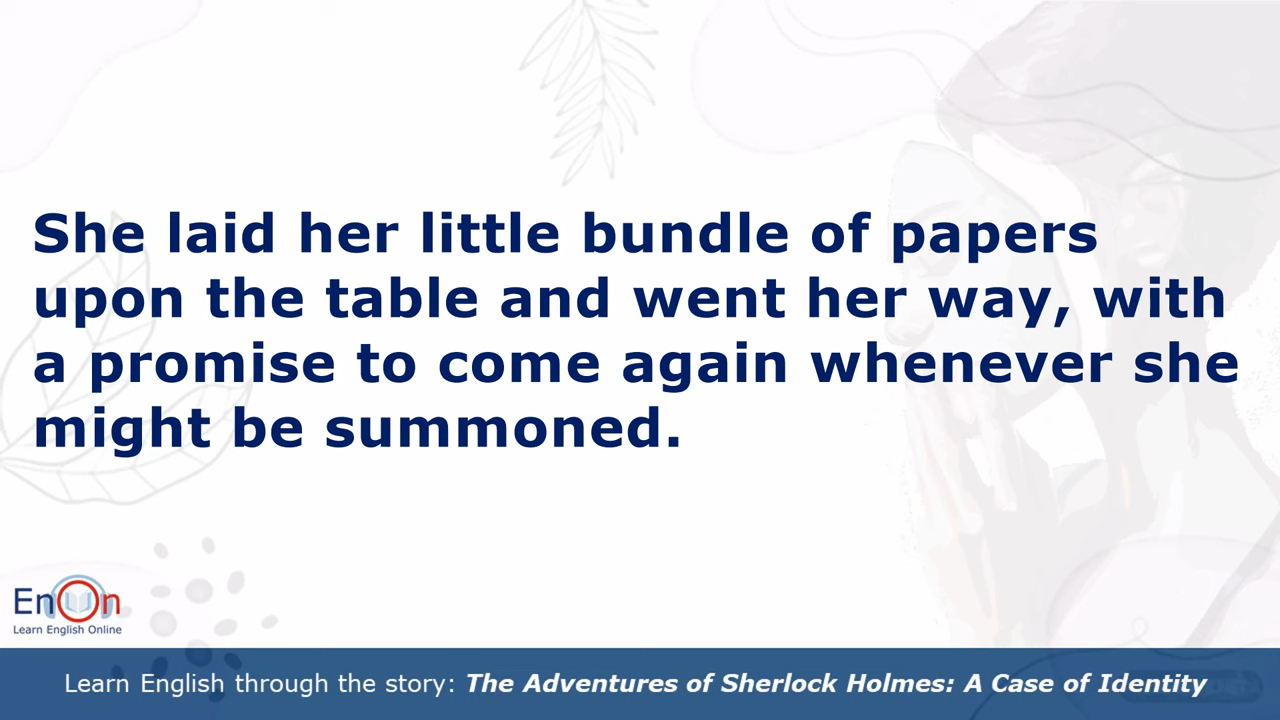 She laid her little bundle of papers
upon the table and went her way, with
a promise to come again whenever she
might be summoned.
EnOn
Learn English Online
Learn English through the story: The Adventures of Sherlock Holmes: A Case of Identity